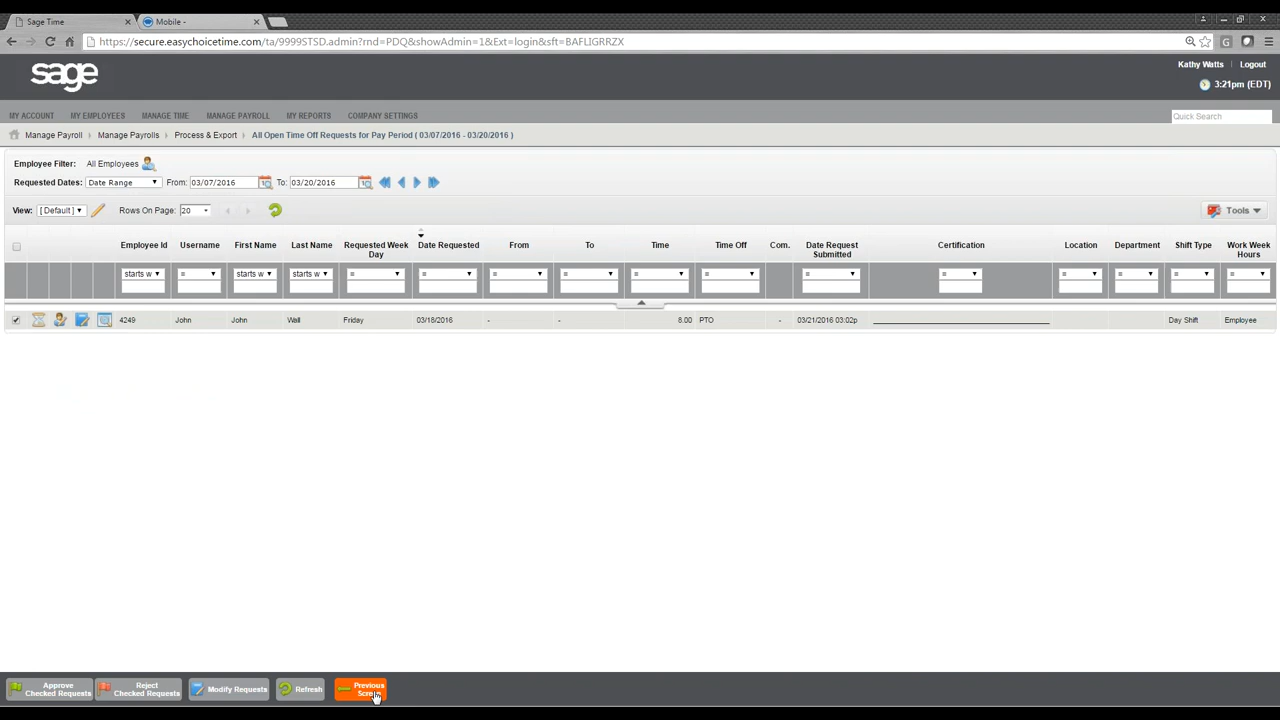 Sage Time
Mobile -
https://secure.easychoicetime.com/ta/9999STSD.admin?rnd=PDQ&showAdmin=1&Ext=login&sft=BAFLIGRRZX
sage
Kathy Watts | Logout
3:21pm (EDT)
MY ACCOUNT MY EMPLOYEES MANAGE TIME MANAGE PAYROLL MY REPORTS COMPANY SETTINGS Quick Search
Manage Payroll Manage Payrolls Process & Export All Open Time Off Requests for Pay Period ( 03/07/2016 - 03/20/2016 )
Employee Filter: All Employees
Requested Dates: Date Range From: 03/07/2016 To: 03/20/2016
View: [ Default ] Rows On Page: 20 Tools
Employee Id Username First Name Last Name Requested Week Day Date Requested From To Time Time Off Com. Date Request Submitted Certification Location Department Shift Type Work Week Hours
starts w = starts w starts w = = = = = = = = = = = =
4249 John John Wall Friday 03/18/2016 - - 8.00 PTO - 03/21/2016 03:02p Day Shift Employee
Approve Checked Requests
Reject Checked Requests
Modify Requests
Refresh
Previous